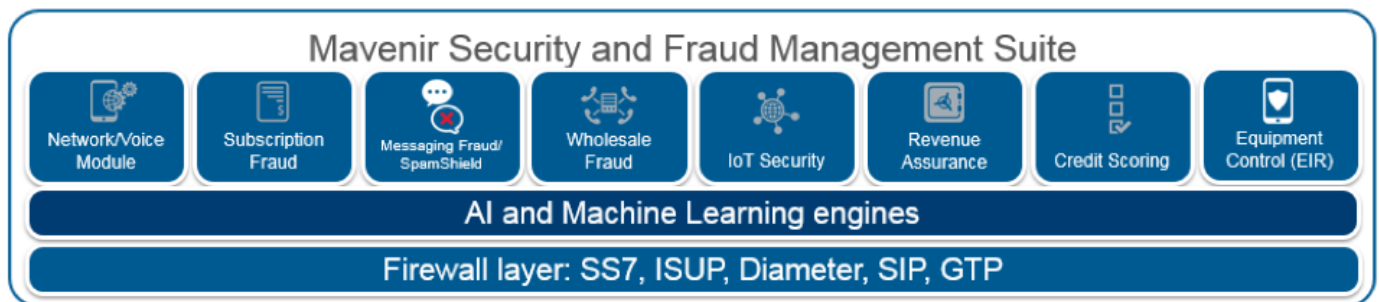 Mavenir Security and Fraud Management Suite
Network/Voice
Module
Subscription
Fraud
Messaging Fraud/
SpamShield
Wholesale
Fraud
IoT Security
Revenue
Assurance
Credit Scoring
Equipment
Control (EIR)
AI and Machine Learning engines
Firewall layer: SS7, ISUP, Diameter, SIP, GTP